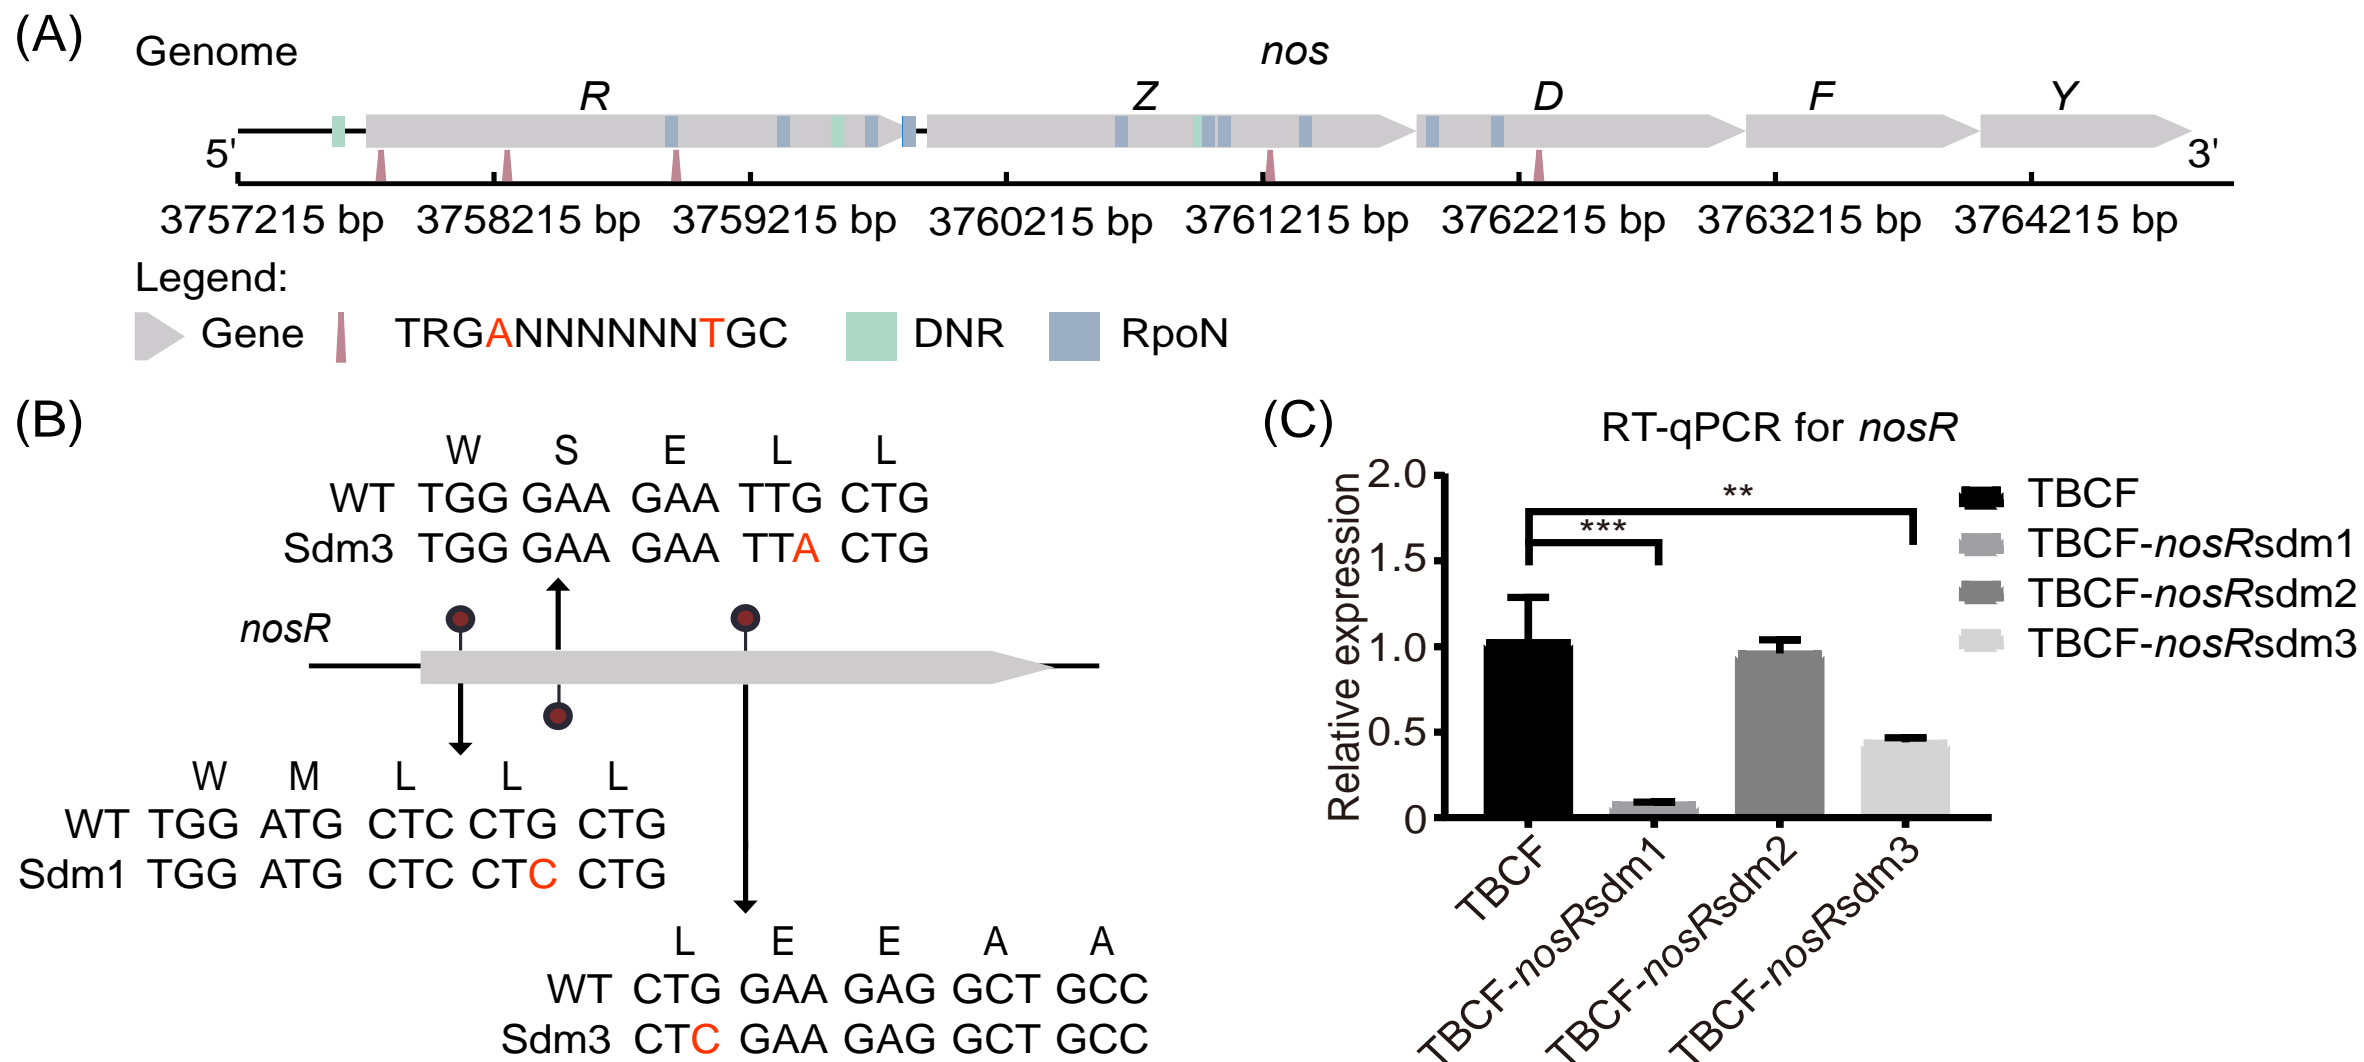 (A)
Genome
nos
R Z D F Y
5' 3'
3757215 bp 3758215 bp 3759215 bp 3760215 bp 3761215 bp 3762215 bp 3763215 bp 3764215 bp
Legend:
Gene TRGANNNNNNTGC DNR RpoN
(B)
W S E L L
WT TGG GAA GAA TTG CTG
Sdm3 TGG GAA GAA TTA CTG
nosR
W M L L L
WT TGG ATG CTC CTG CTG
Sdm1 TGG ATG CTC CTC CTG
L E E A A
WT CTG GAA GAG GCT GCC
Sdm3 CTC GAA GAG GCT GCC
(C)
RT-qPCR for nosR
Relative expression
2.0
1.5
1.0
0.5
0
**
***
TBCF
TBCF-nosRsdm1
TBCF-nosRsdm2
TBCF-nosRsdm3
TBCF
TBCF-nosRsdm1
TBCF-nosRsdm2
TBCF-nosRsdm3